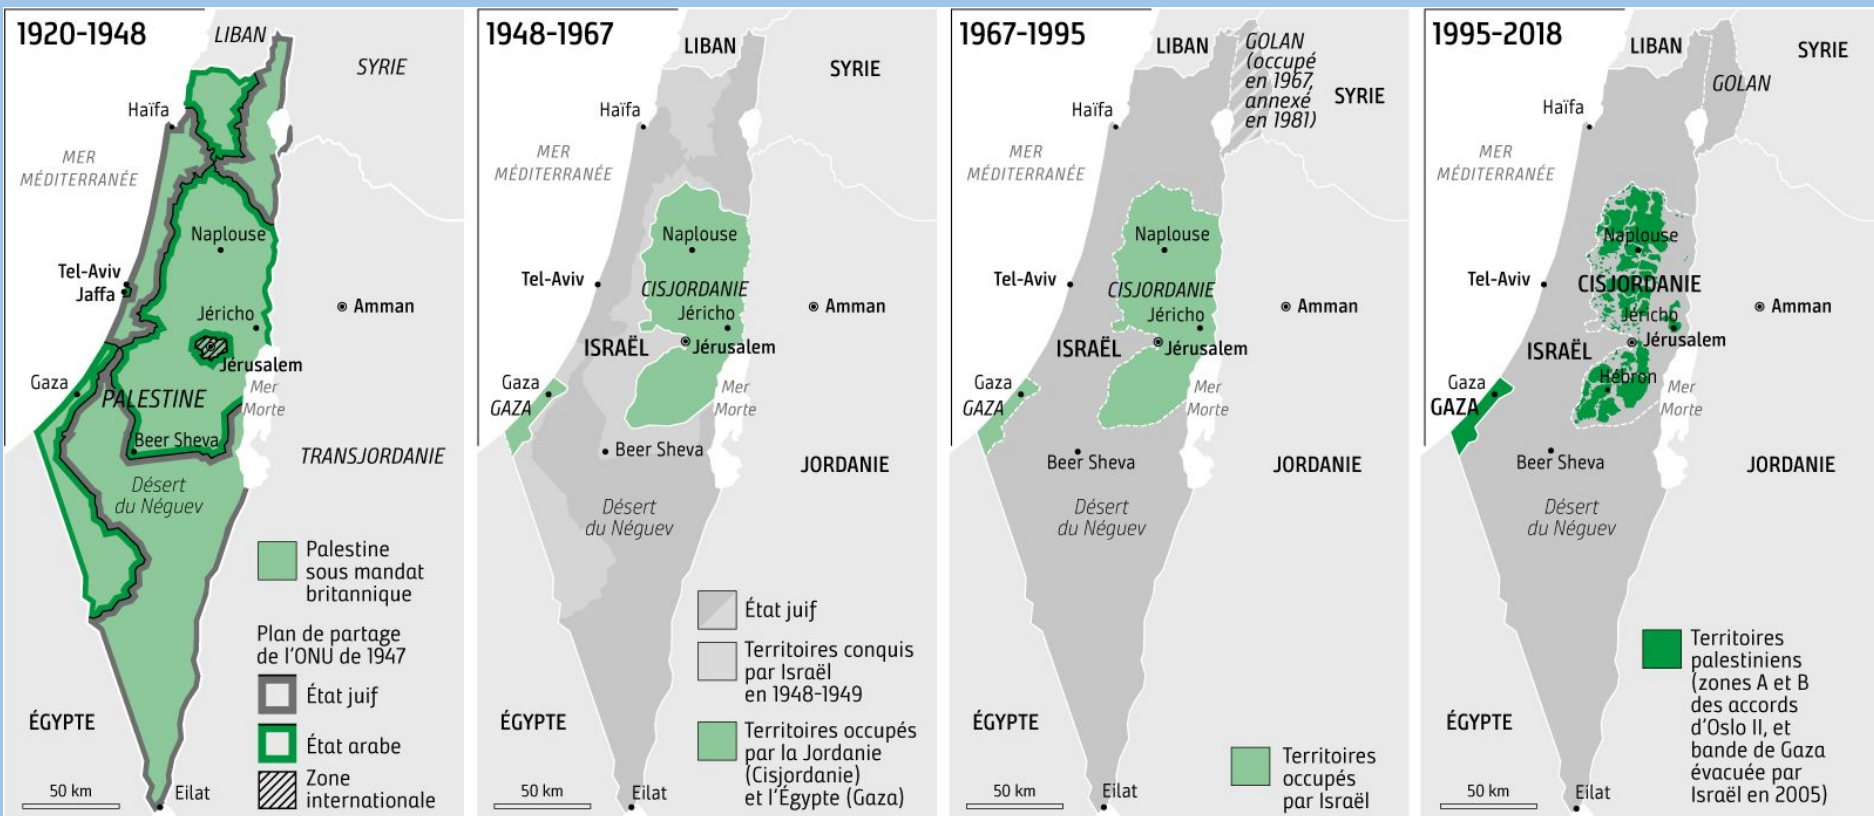 1920-1948
LIBAN
SYRIE
Haïfa
MER
MÉDITERRANÉE
Naplouse
Tel-Aviv
Jaffa
Amman
Jéricho
Jérusalem
Gaza
PALESTINE
Mer
Morte
Beer Sheva
TRANSJORDANIE
Désert
du Néguev
Palestine
sous mandat
britannique
Plan de partage
de l'ONU de 1947
État juif
ÉGYPTE
État arabe
Zone
internationale
50 km
Eilat
1948-1967
LIBAN
SYRIE
Haïfa
MER
MÉDITERRANÉE
Naplouse
Tel-Aviv
CISJORDANIE
Amman
Jéricho
ISRAËL
Jérusalem
Gaza
GAZA
Mer
Morte
Beer Sheva
JORDANIE
Désert
du Néguev
État juif
Territoires conquis
par Israël
en 1948-1949
ÉGYPTE
Territoires occupés
par la Jordanie
(Cisjordanie)
et l'Égypte (Gaza)
50 km
Eilat
1967-1995
LIBAN
GOLAN
(occupé
en 1967,
annexé
en 1981)
SYRIE
Haïfa
MER
MÉDITERRANÉE
Naplouse
Tel-Aviv
CISJORDANIE
Amman
Jéricho
ISRAËL
Jérusalem
Gaza
GAZA
Mer
Morte
Beer Sheva
JORDANIE
Désert
du Néguev
ÉGYPTE
Territoires
occupés
par Israël
50 km
Eilat
1995-2018
LIBAN
SYRIE
GOLAN
Haïfa
MER
MÉDITERRANÉE
Naplouse
Tel-Aviv
CISJORDANIE
Amman
Jéricho
ISRAËL
Jérusalem
Gaza
GAZA
Hébron
Mer
Morte
Beer Sheva
JORDANIE
Désert
du Néguev
Territoires
palestiniens
(zones A et B
des accords
d'Oslo II, et
bande de Gaza
évacuée par
Israël en 2005)
ÉGYPTE
50 km
Eilat